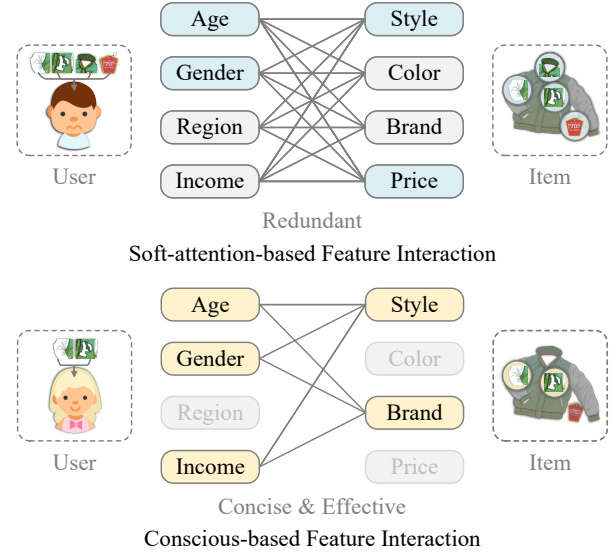 Age Style
Gender Color
Region Brand
Income Price
User Item
Redundant
Soft-attention-based Feature Interaction
Age Style
Gender Color
Region Brand
Income Price
User Item
Concise & Effective
Conscious-based Feature Interaction